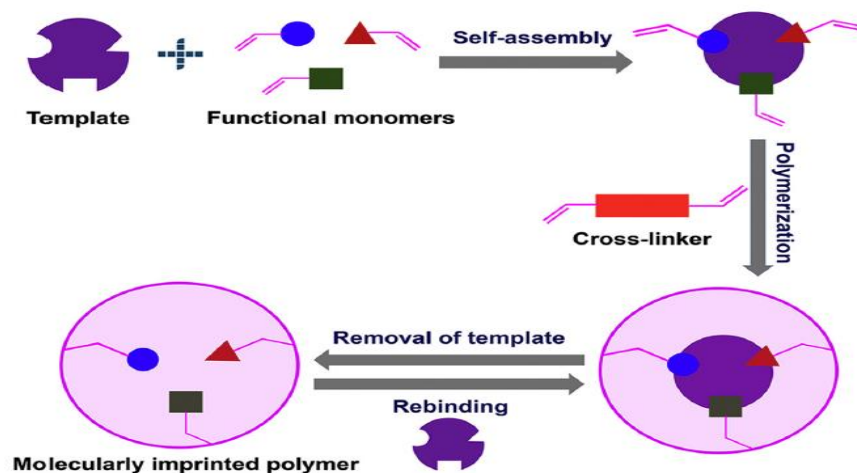 Self-assembly
Template
Functional monomers
Polymerization
Cross-linker
Removal of template
Rebinding
Molecularly imprinted polymer